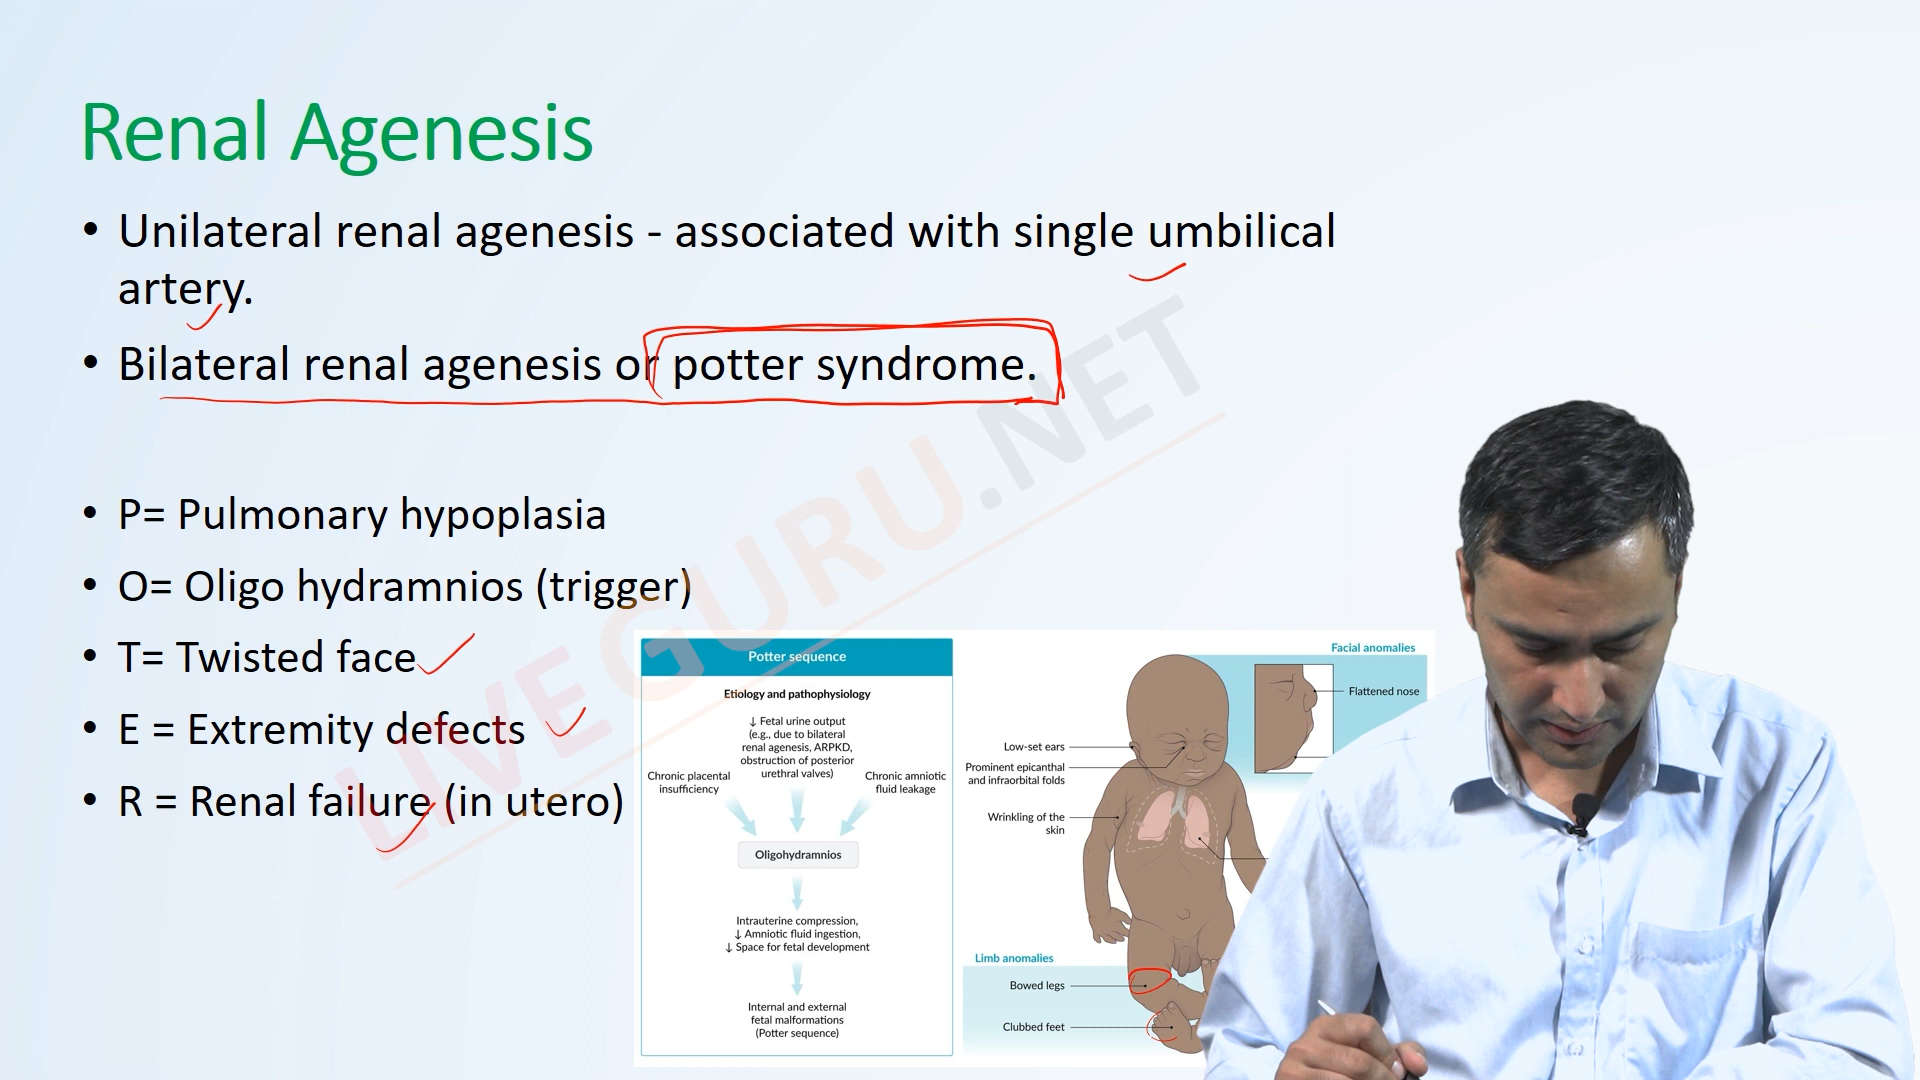 Renal Agenesis
• Unilateral renal agenesis - associated with single umbilical
artery.
• Bilateral renal agenesis or potter syndrome.
• P= Pulmonary hypoplasia
• O= Oligo hydramnios (trigger)
• T= Twisted face
• E = Extremity defects
• R = Renal failure (in utero)
LIVEGURU.NET
Potter sequence
Etiology and pathophysiology
↓ Fetal urine output
(e.g., due to bilateral
renal agenesis, ARPKD,
obstruction of posterior
urethral valves)
Chronic placental
insufficiency
Chronic amniotic
fluid leakage
Oligohydramnios
Intrauterine compression,
↓ Amniotic fluid ingestion,
↓ Space for fetal development
Internal and external
fetal malformations
(Potter sequence)
Facial anomalies
Flattened nose
Low-set ears
Prominent epicanthal
and infraorbital folds
Wrinkling of the
skin
Limb anomalies
Bowed legs
Clubbed feet